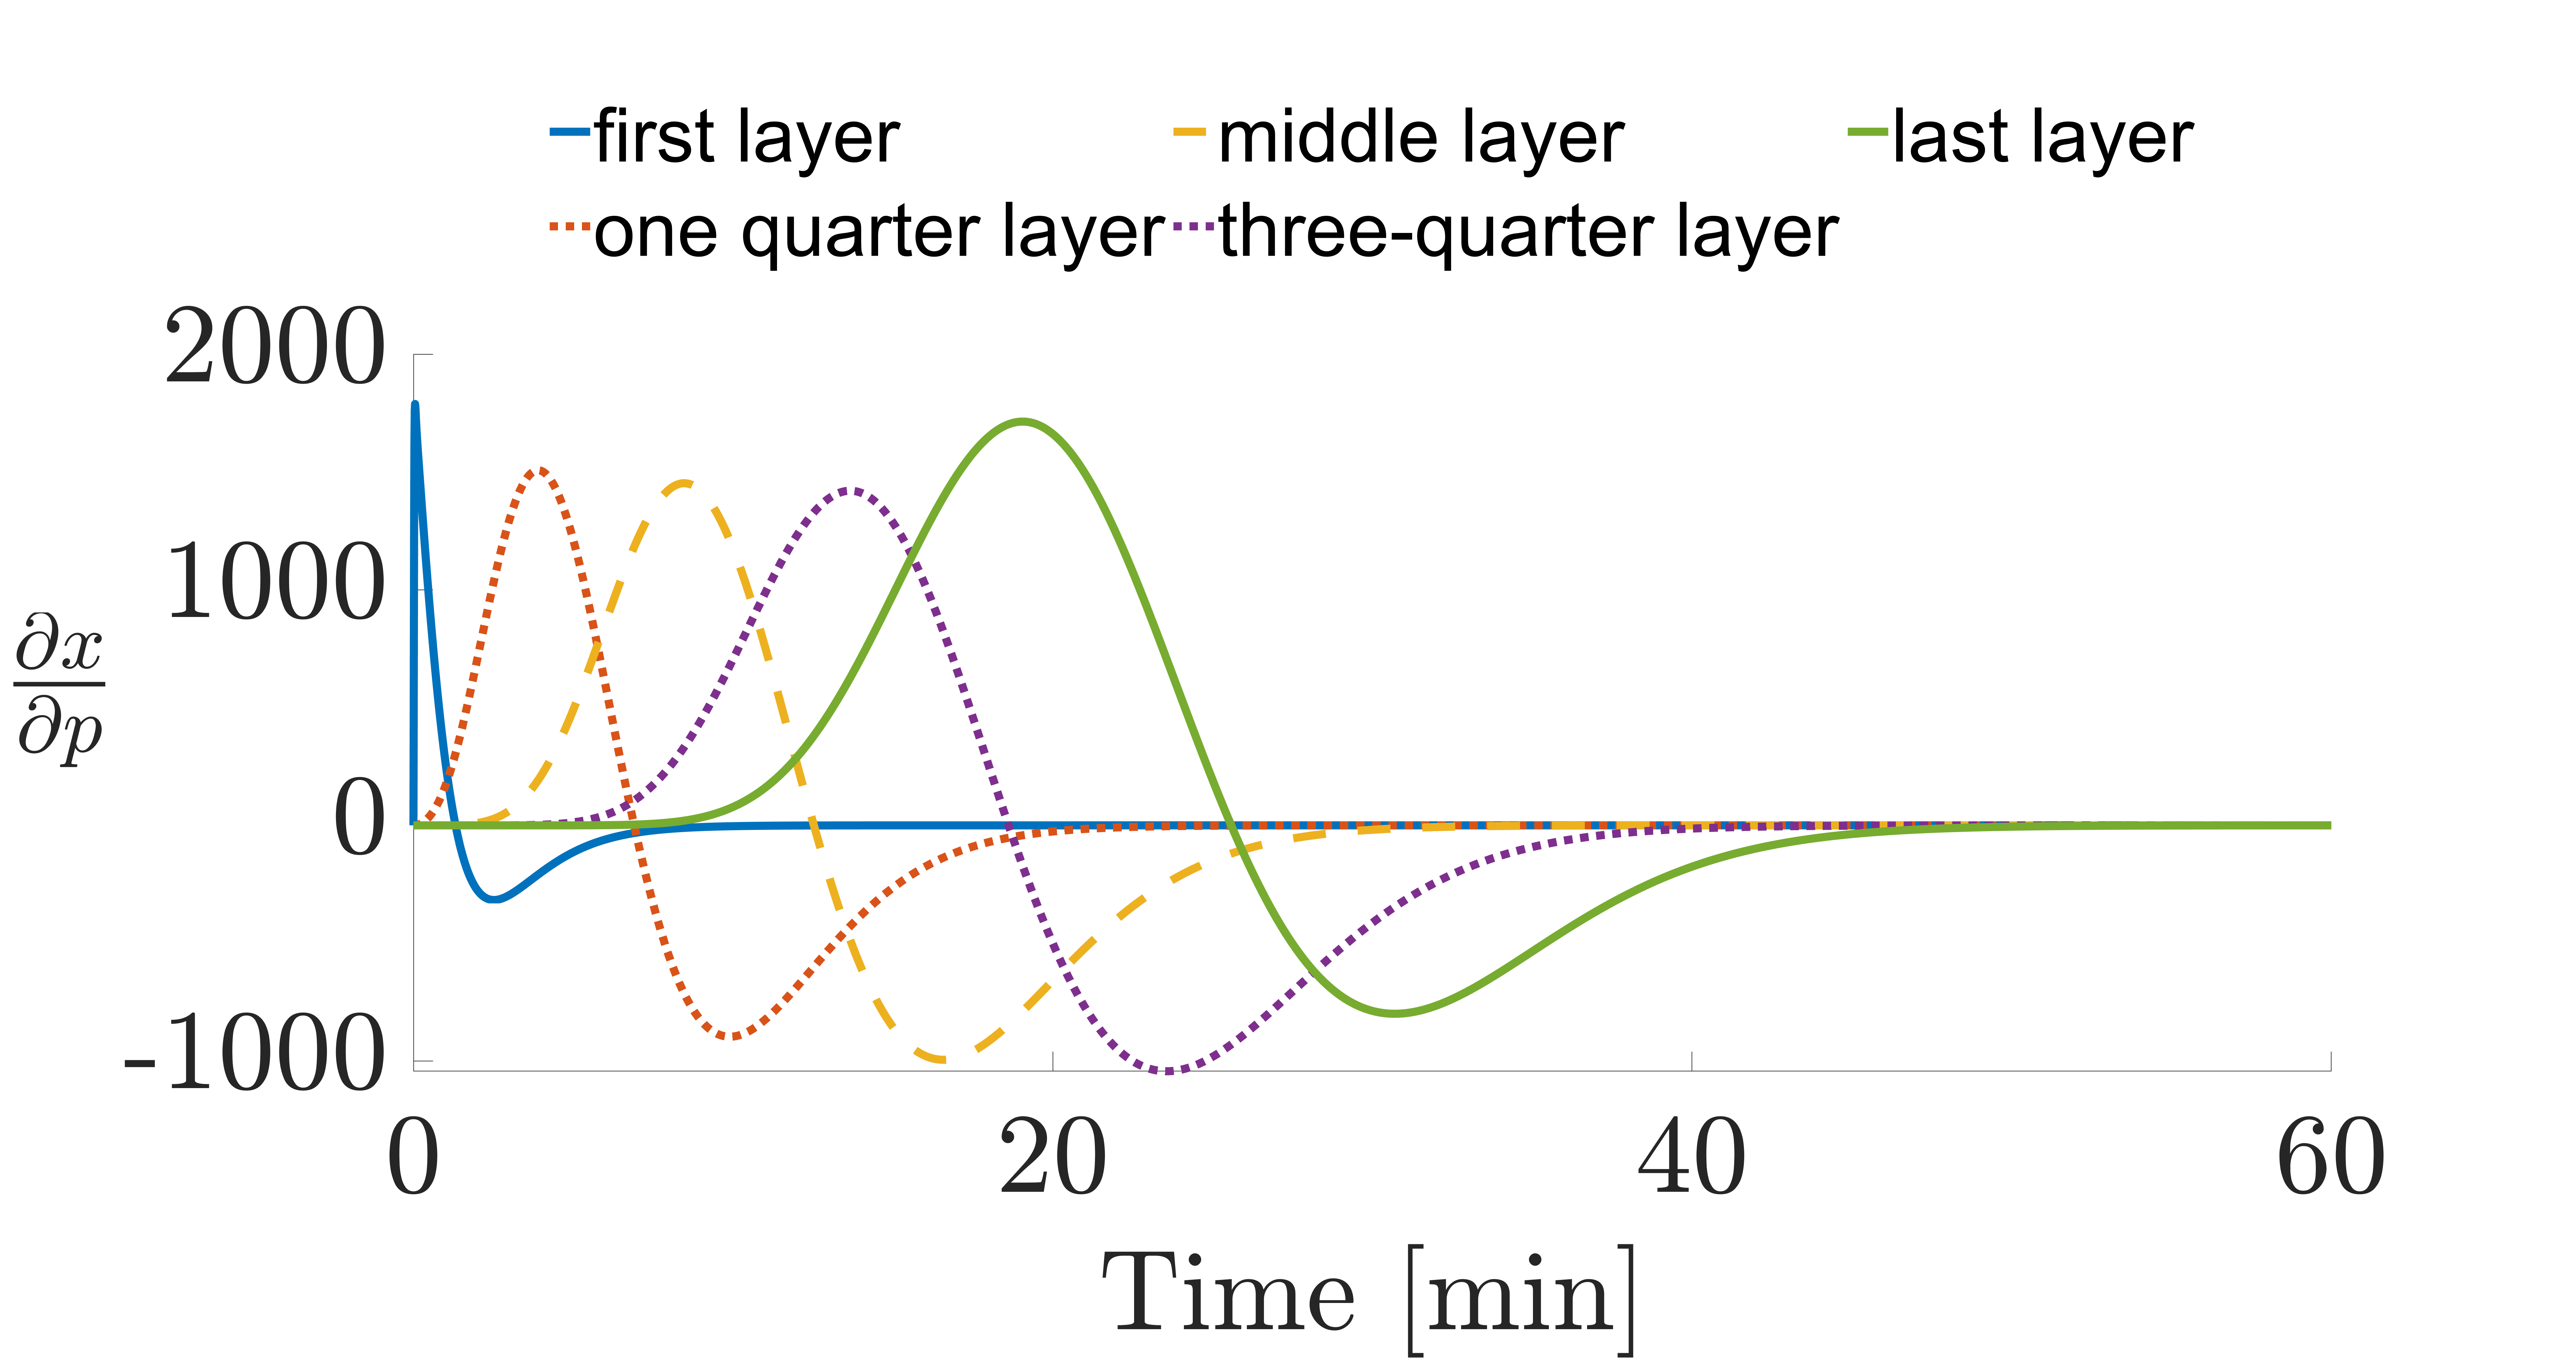 first layer middle layer last layer
one quarter layer three-quarter layer
2000
1000
0
-1000
∂x
∂p
0 20 40 60
Time [min]